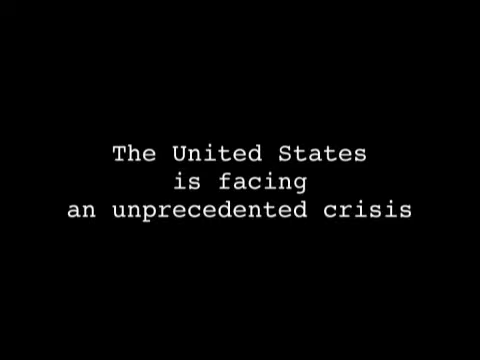 The United States
is facing
an unprecedented crisis